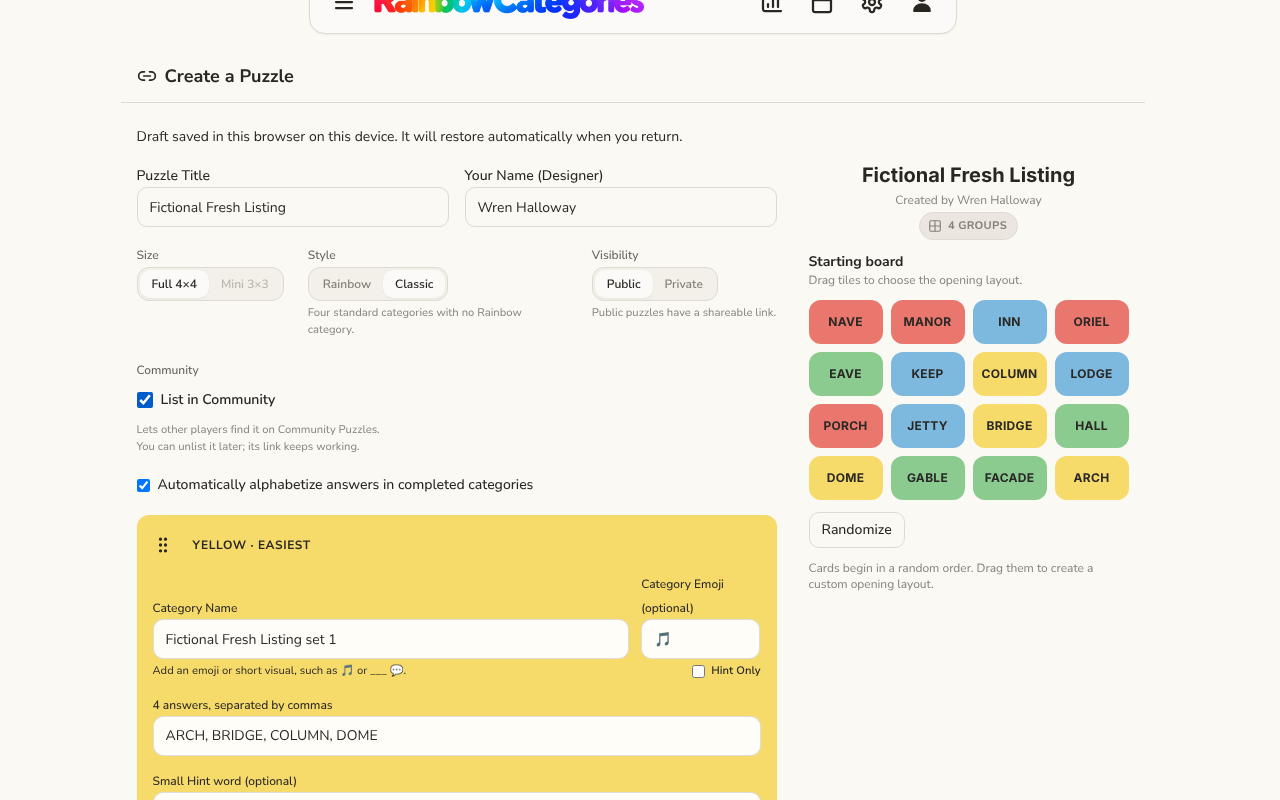 RainbowCategories
Create a Puzzle
Draft saved in this browser on this device. It will restore automatically when you return.
Puzzle Title
Your Name (Designer)
Fictional Fresh Listing
Wren Halloway
Size
Style
Visibility
Full 4×4
Mini 3×3
Rainbow
Classic
Public
Private
Four standard categories with no Rainbow
category.
Public puzzles have a shareable link.
Community
List in Community
Lets other players find it on Community Puzzles.
You can unlist it later; its link keeps working.
Automatically alphabetize answers in completed categories
YELLOW · EASIEST
Category Name
Category Emoji
(optional)
Fictional Fresh Listing set 1
🎵
Add an emoji or short visual, such as 🎵 or ___ 💬.
Hint Only
4 answers, separated by commas
ARCH, BRIDGE, COLUMN, DOME
Small Hint word (optional)
Fictional Fresh Listing
Created by Wren Halloway
4 GROUPS
Starting board
Drag tiles to choose the opening layout.
NAVE MANOR INN ORIEL
EAVE KEEP COLUMN LODGE
PORCH JETTY BRIDGE HALL
DOME GABLE FACADE ARCH
Randomize
Cards begin in a random order. Drag them to create a
custom opening layout.